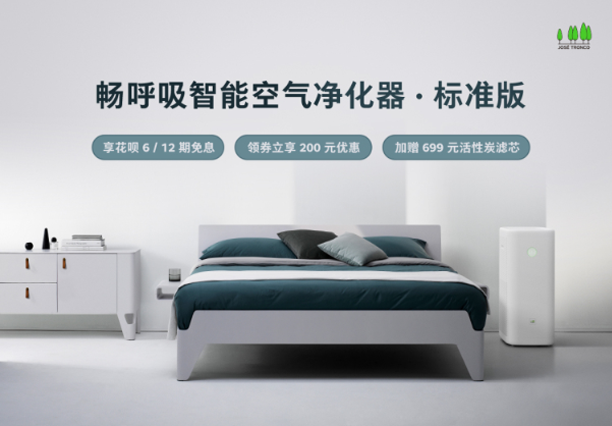 JOSÉ TRONCO
畅呼吸智能空气净化器·标准版
享花呗 6 / 12 期免息
领券立享 200 元优惠
加赠 699 元活性炭滤芯